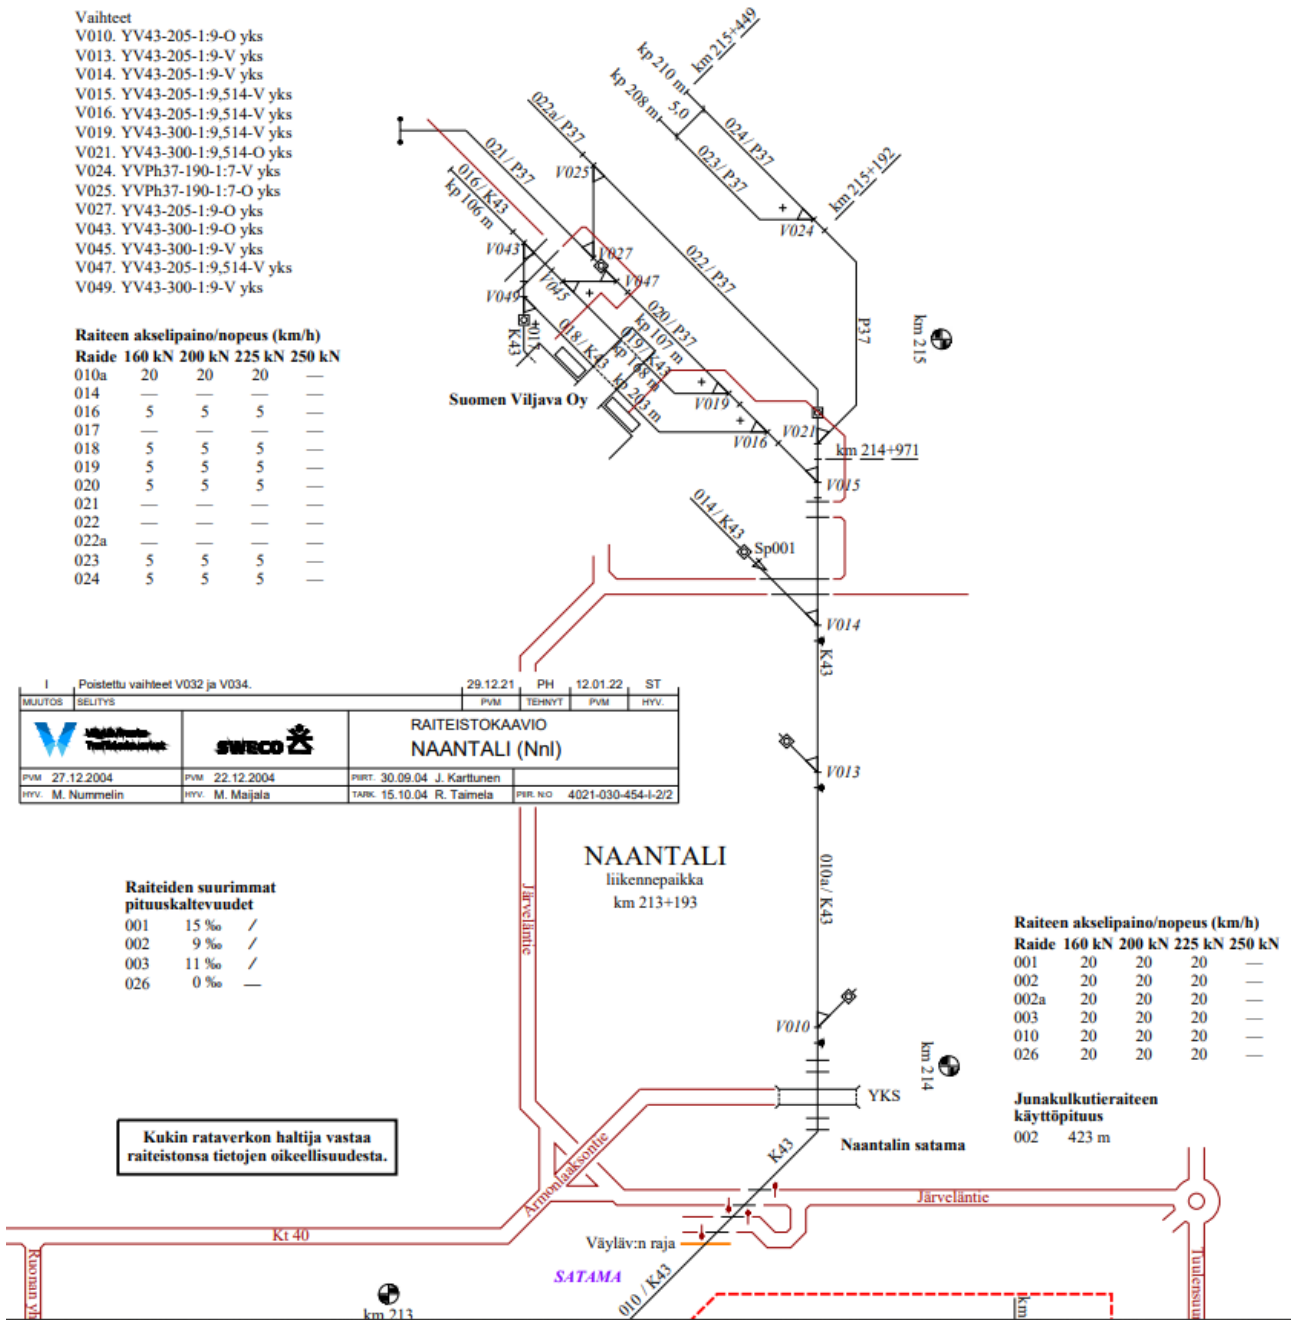 Vaihteet
V010. YV43-205-1:9-O yks
V013. YV43-205-1:9-V yks
V014. YV43-205-1:9-V yks
V015. YV43-205-1:9,514-V yks
V016. YV43-205-1:9,514-V yks
V019. YV43-300-1:9,514-V yks
V021. YV43-300-1:9,514-O yks
V024. YVPh37-190-1:7-V yks
V025. YVPh37-190-1:7-O yks
V027. YV43-205-1:9-O yks
V043. YV43-300-1:9-O yks
V045. YV43-300-1:9-V yks
V047. YV43-205-1:9,514-V yks
V049. YV43-300-1:9-V yks
Raiteen akselipaino/nopeus (km/h)
Raide 160 kN 200 kN 225 kN 250 kN
010a 20 20 20 —
014 — — — —
016 5 5 5 —
017 — — — —
018 5 5 5 —
019 5 5 5 —
020 5 5 5 —
021 — — — —
022 — — — —
022a — — — —
023 5 5 5 —
024 5 5 5 —
km 215+449
kp 210 m
kp 208 m
5,0
024 / P37
023 / P37
km 215+192
V024
022a/ P37
021 / P37
V025
016/ K43
kp 106 m
V043
V027
V045
V047
V049
022 / P37
P37
km 215
020 / P37
kp 107 m
019 / K43
kp 168 m
kp 203 m
018 / K43
017
K43
Suomen Viljava Oy
V019
V016
V021
km 214+971
V015
014 / K43
Sp001
V014
K43
I Poistettu vaihteet V032 ja V034. 29.12.21 PH 12.01.22 ST
MUUTOS SELITYS PVM TEHNYT PVM HYV.
SWECO
RAITEISTOKAAVIO
NAANTALI (Nnl)
PVM 27.12.2004 PVM 22.12.2004 PIIRT. 30.09.04 J. Karttunen
HYV. M. Nummelin HYV. M. Maijala TARK. 15.10.04 R. Taimela PIIR. N:O 4021-030-454-I-2/2
V013
NAANTALI
liikennepaikka
km 213+193
010a / K43
Järveläntie
Raiteiden suurimmat
pituuskaltevuudet
001 15 ‰ /
002 9 ‰ /
003 11 ‰ /
026 0 ‰ —
Raiteen akselipaino/nopeus (km/h)
Raide 160 kN 200 kN 225 kN 250 kN
001 20 20 20 —
002 20 20 20 —
002a 20 20 20 —
003 20 20 20 —
010 20 20 20 —
026 20 20 20 —
V010
km 214
YKS
Junakulkutieraiteen
käyttöpituus
002 423 m
Kukin rataverkon haltija vastaa
raiteistonsa tietojen oikeellisuudesta.
Naantalin satama
K43
Armonlaaksontie
Järveläntie
Kt 40
Väyläv:n raja
SATAMA
010 / K43
km 213
km